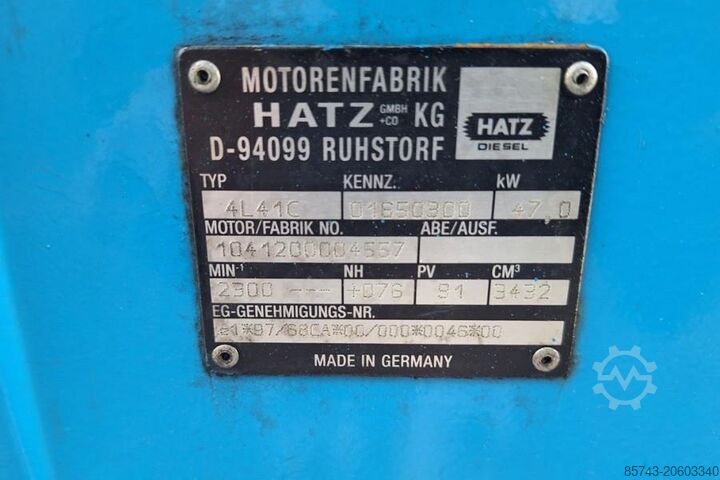 MOTORENFABRIK
HATZ GMBH +CO KG
D-94099 RUHSTORF
HATZ
DIESEL
TYP KENNZ. kW
4L41C 01650300 47,0
MOTOR/FABRIK NO. ABE/AUSF.
1041200004557
MIN-¹ NH PV CM³
2300 --- +076 91 3432
EG-GENEHMIGUNGS-NR.
e1*97/68CA*00/000*0046*00
MADE IN GERMANY
85743-20603340